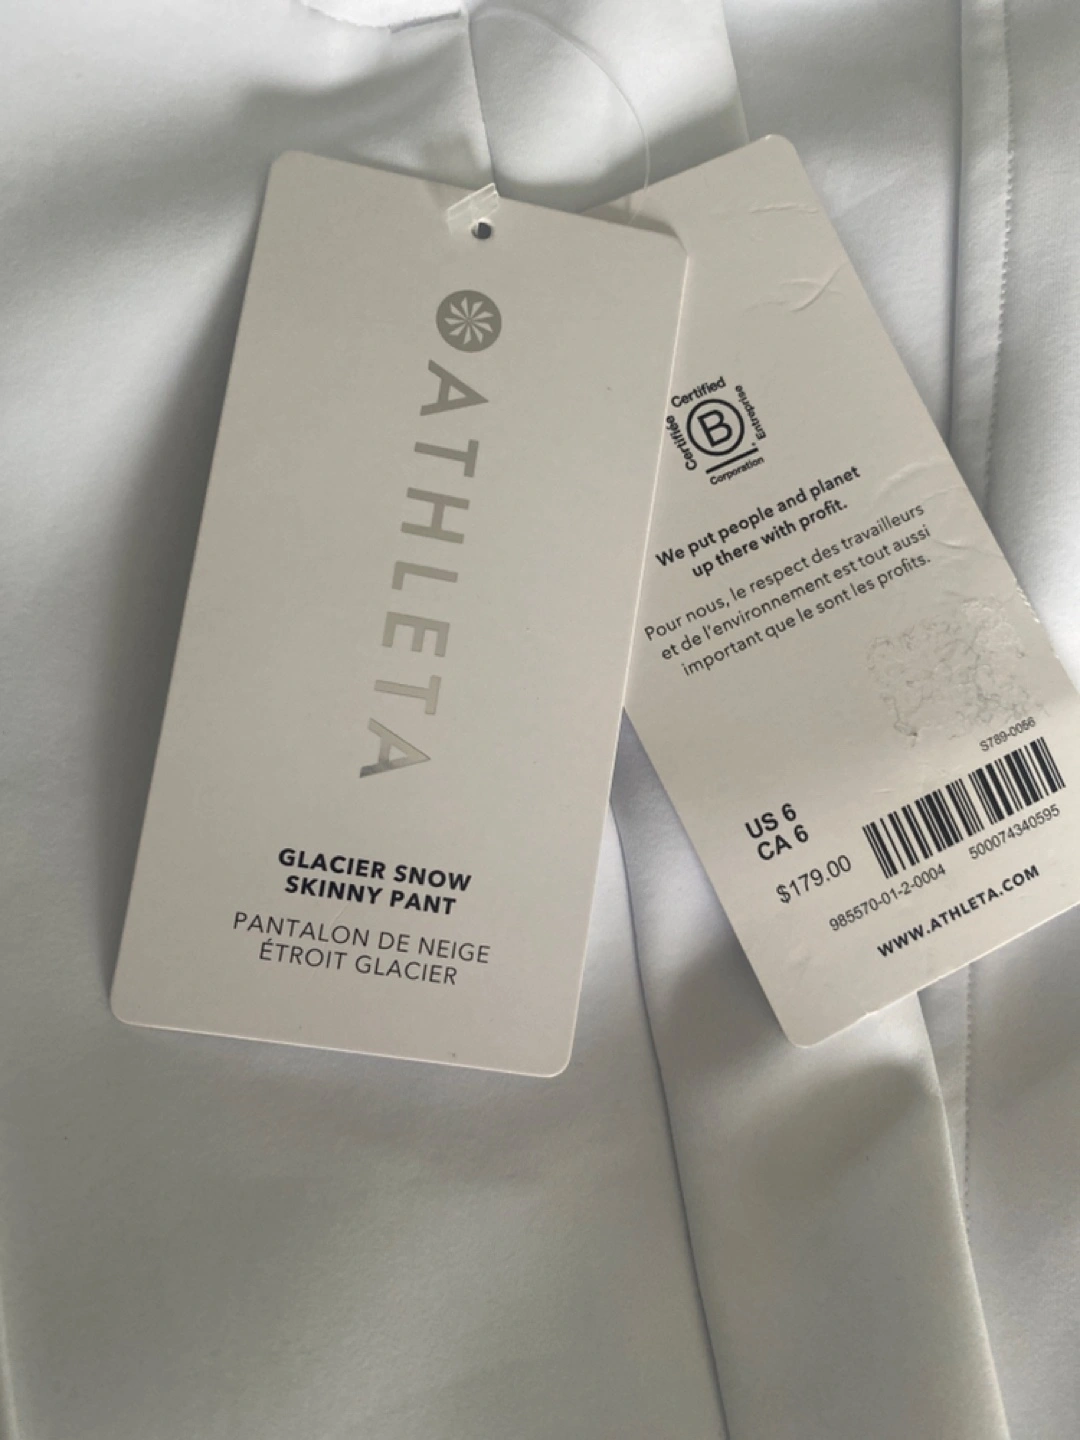 ATHLETA
GLACIER SNOW
SKINNY PANT
PANTALON DE NEIGE
ÉTROIT GLACIER
Certified
Certifiée
B
Entreprise
Corporation
We put people and planet
up there with profit.
Pour nous, le respect des travailleurs
et de l'environnement est tout aussi
important que le sont les profits.
S789-0056
US 6
CA 6
$179.00
985570-01-2-0004
500074340595
WWW.ATHLETA.COM